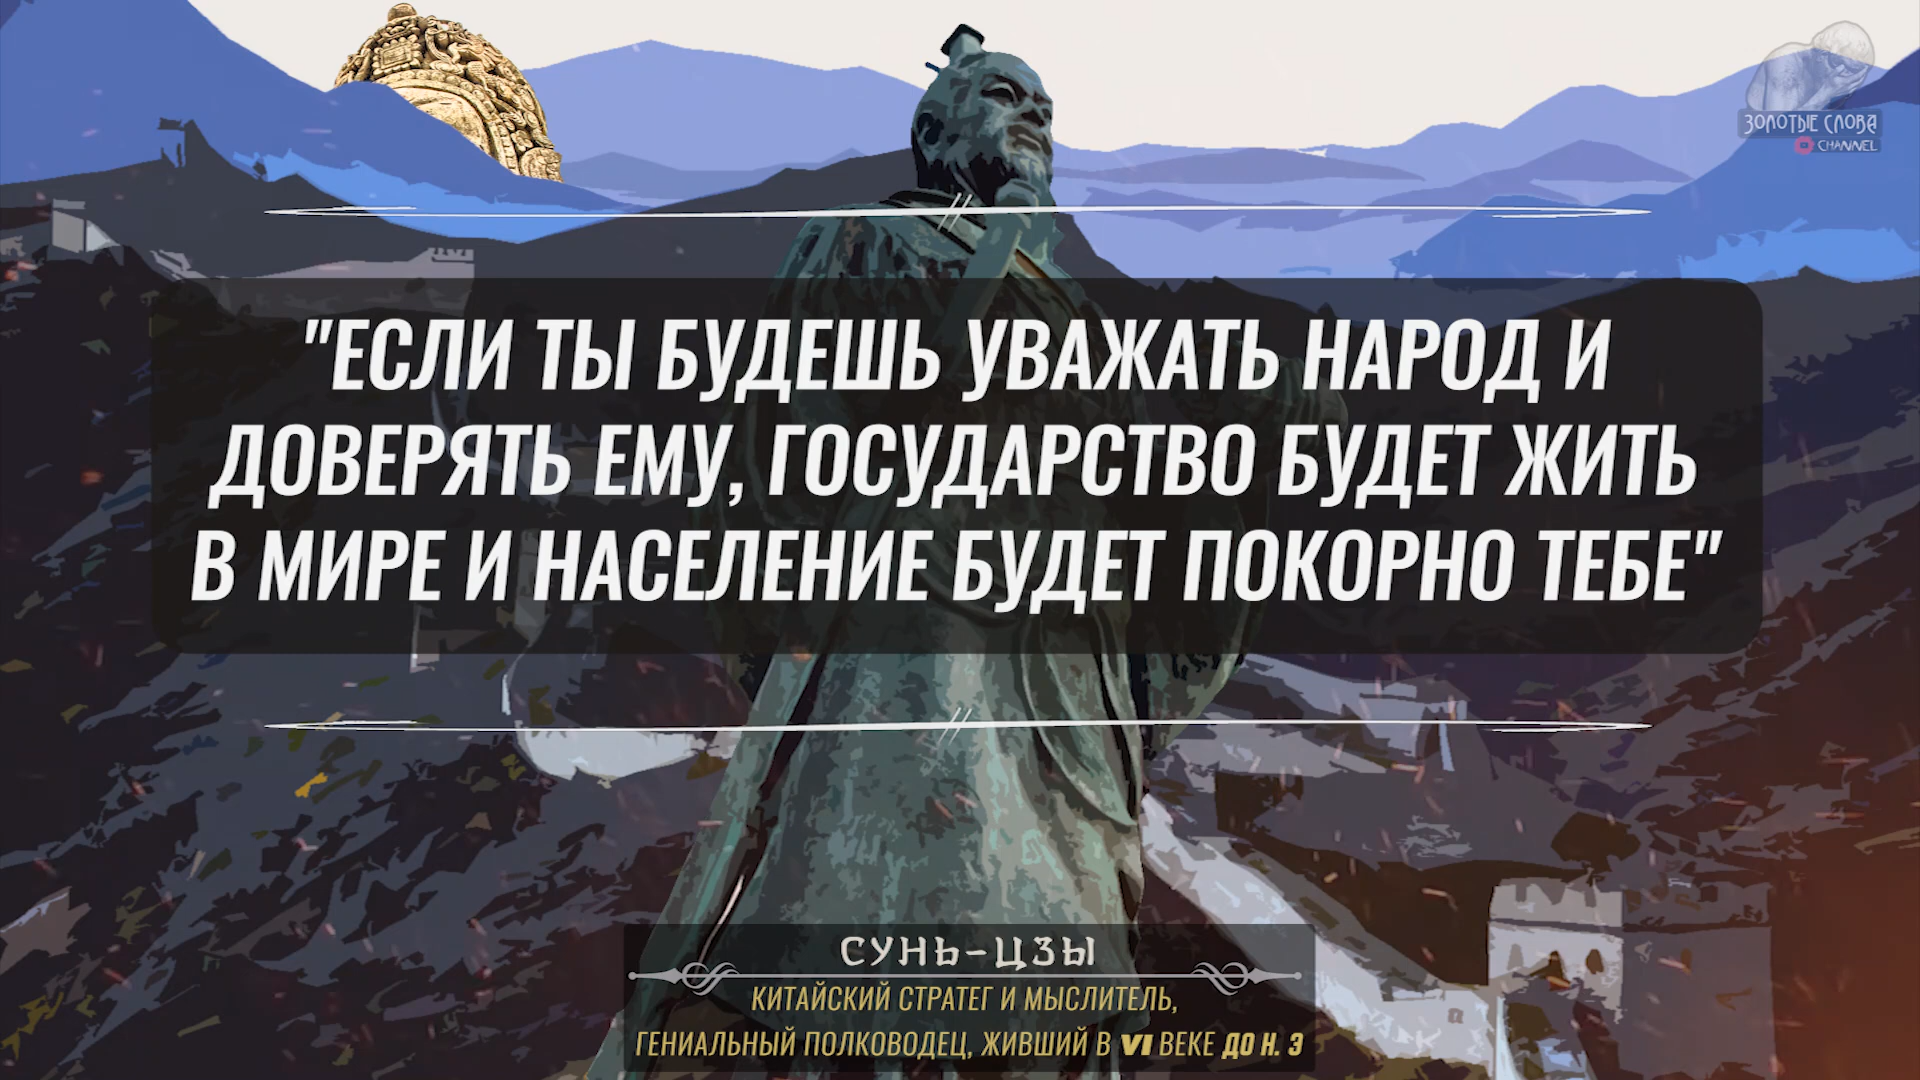 ЗОЛОТЫЕ СЛОВА
CHANNEL
"ЕСЛИ ТЫ БУДЕШЬ УВАЖАТЬ НАРОД И
ДОВЕРЯТЬ ЕМУ, ГОСУДАРСТВО БУДЕТ ЖИТЬ
В МИРЕ И НАСЕЛЕНИЕ БУДЕТ ПОКОРНО ТЕБЕ"
СУНЬ-ЦЗЫ
КИТАЙСКИЙ СТРАТЕГ И МЫСЛИТЕЛЬ,
ГЕНИАЛЬНЫЙ ПОЛКОВОДЕЦ, ЖИВШИЙ В VI ВЕКЕ ДО Н. Э